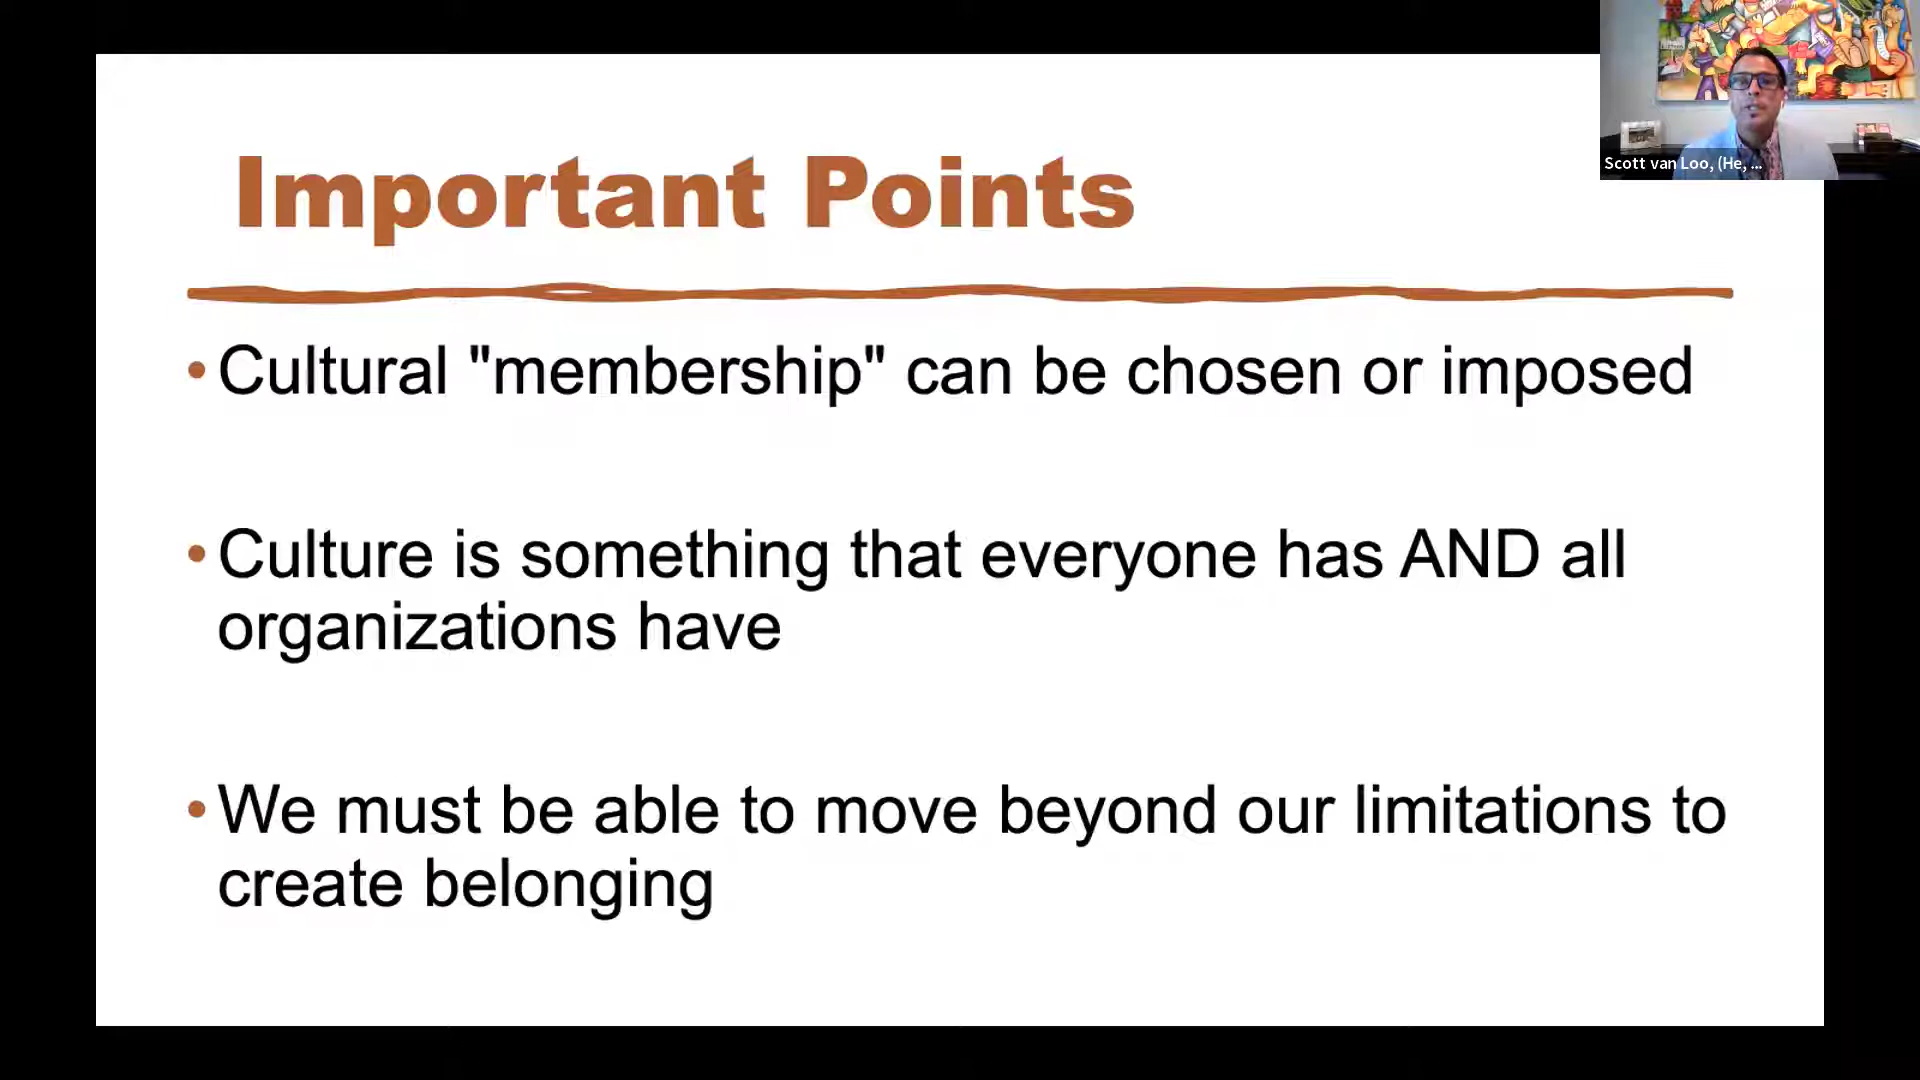 Important Points
Scott van Loo, (He, ...
• Cultural "membership" can be chosen or imposed
• Culture is something that everyone has AND all
organizations have
• We must be able to move beyond our limitations to
create belonging